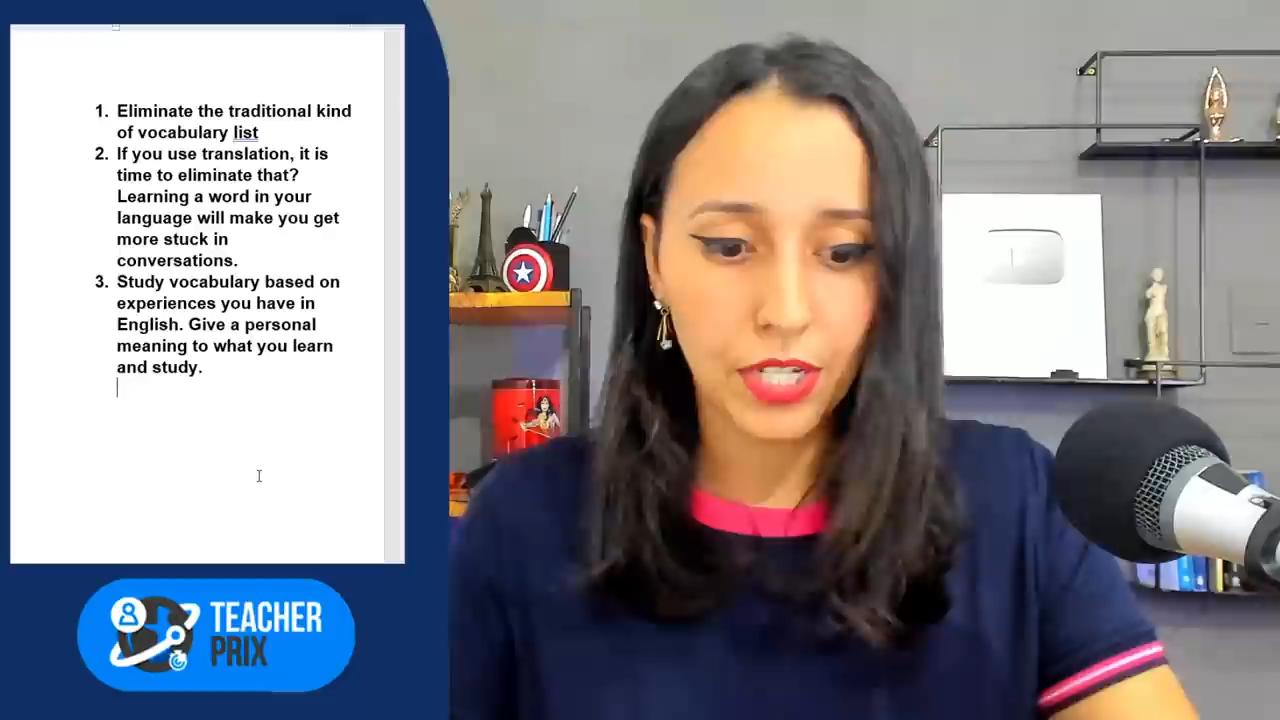 1. Eliminate the traditional kind
of vocabulary list
2. If you use translation, it is
time to eliminate that?
Learning a word in your
language will make you get
more stuck in
conversations.
3. Study vocabulary based on
experiences you have in
English. Give a personal
meaning to what you learn
and study.
TEACHER
PRIX